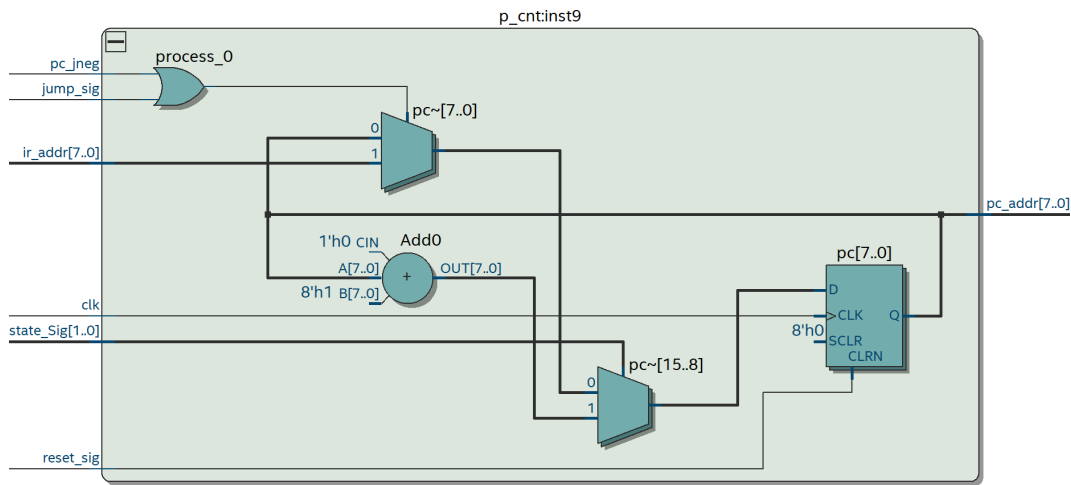 p_cnt:inst9
process_0
pc_jneg
jump_sig
pc~[7..0]
0
ir_addr[7..0]
1
pc_addr[7..0]
1'h0 CIN
Add0
A[7..0]
+
OUT[7..0]
8'h1 B[7..0]
pc[7..0]
D
clk
CLK
Q
state_Sig[1..0]
8'h0
SCLR
CLRN
pc~[15..8]
0
1
reset_sig